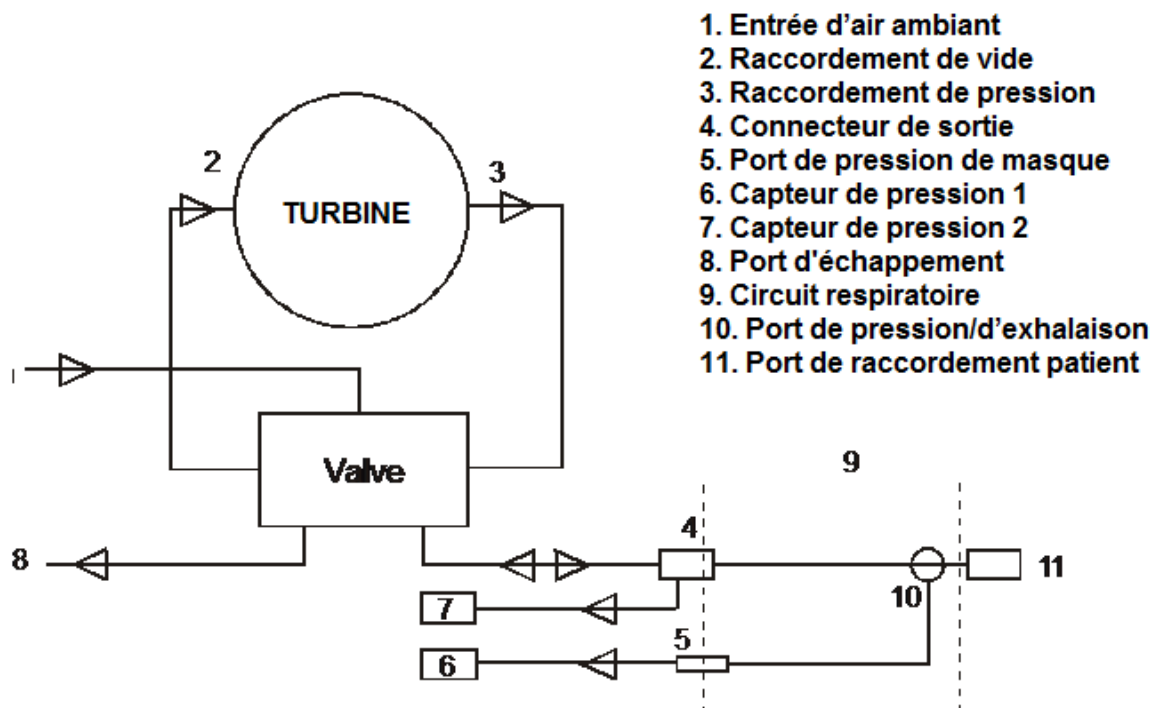 1. Entrée d’air ambiant
2. Raccordement de vide
3. Raccordement de pression
4. Connecteur de sortie
5. Port de pression de masque
6. Capteur de pression 1
7. Capteur de pression 2
8. Port d'échappement
9. Circuit respiratoire
10. Port de pression/d’exhalaison
11. Port de raccordement patient
2
3
TURBINE
1
Valve
9
8
4
11
10
7
5
6